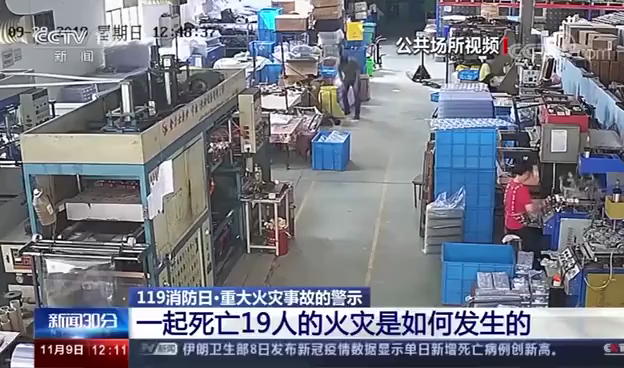 CCTV
新闻
星期日 12:48:37
公共场所视频
119消防日·重大火灾事故的警示
新闻30分
一起死亡19人的火灾是如何发生的
11月9日 12:11
新闻 伊朗卫生部8日发布新冠疫情数据显示单日新增死亡病例创新高。